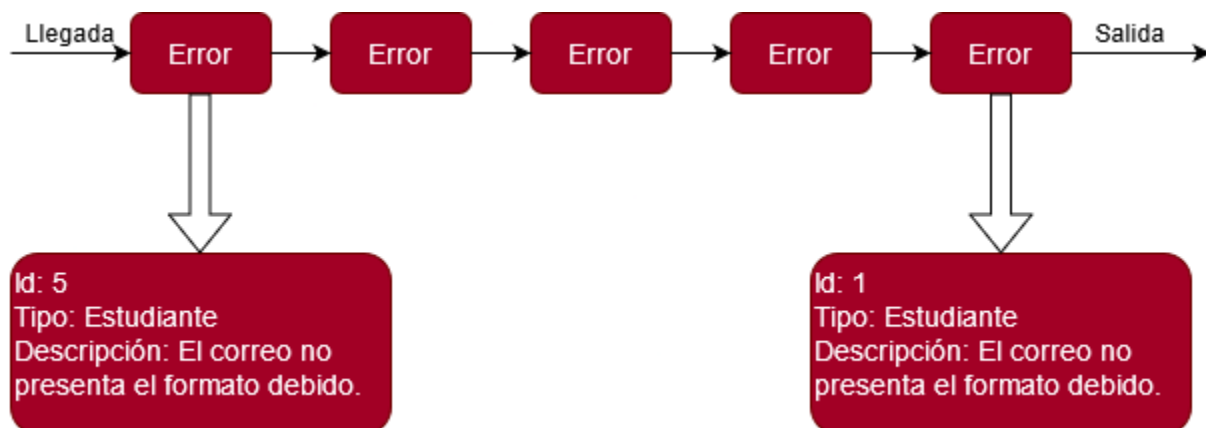 Llegada
Error
Error
Error
Error
Error
Salida
Id: 5
Tipo: Estudiante
Descripción: El correo no
presenta el formato debido.
Id: 1
Tipo: Estudiante
Descripción: El correo no
presenta el formato debido.